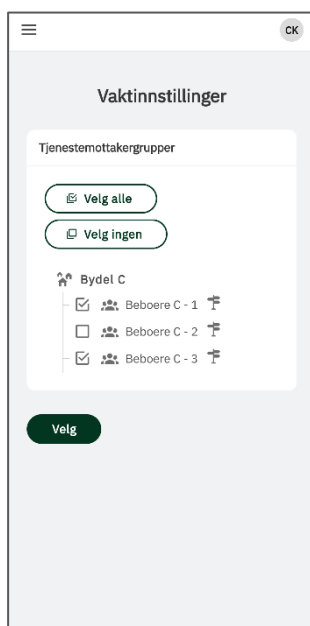 CK
Vaktinnstillinger
Tjenestemottakergrupper
Velg alle
Velg ingen
Bydel C
Beboere C - 1
Beboere C - 2
Beboere C - 3
Velg